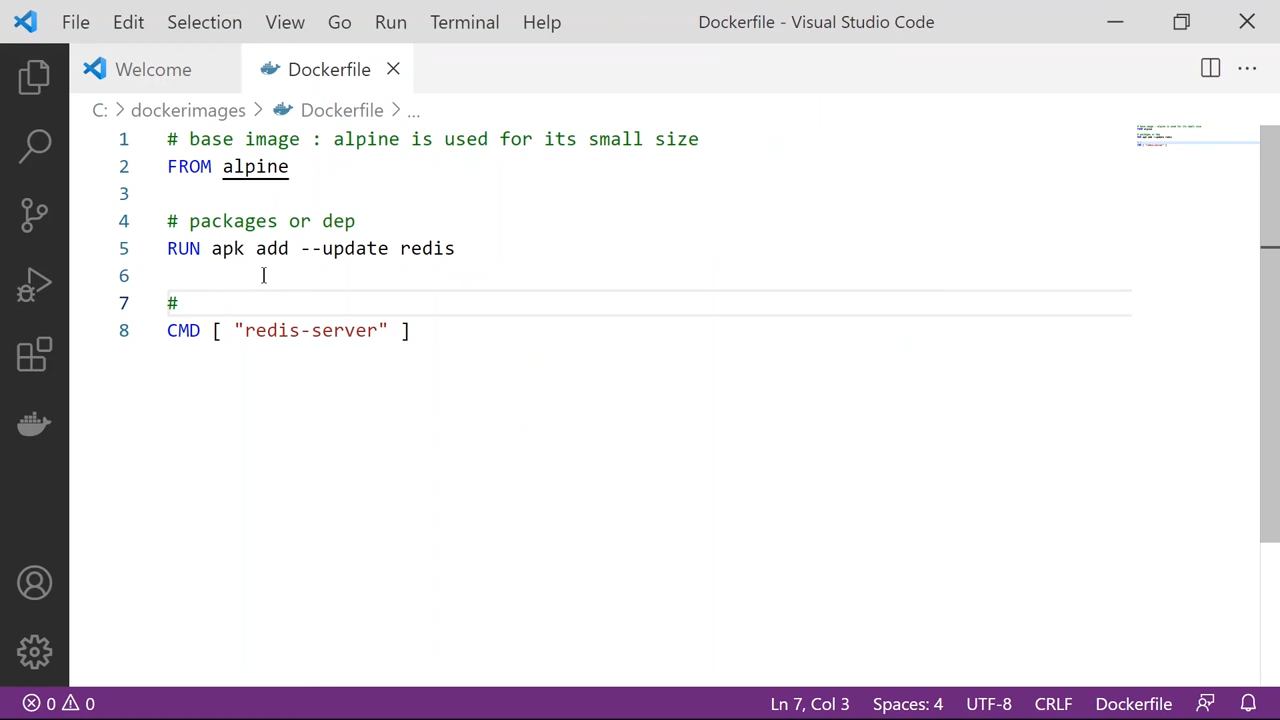 File Edit Selection View Go Run Terminal Help Dockerfile - Visual Studio Code
Welcome Dockerfile
C: > dockerimages > Dockerfile > ...
1 # base image : alpine is used for its small size
2 FROM alpine
3
4 # packages or dep
5 RUN apk add --update redis
6
7 #
8 CMD [ "redis-server" ]
0 0 Ln 7, Col 3 Spaces: 4 UTF-8 CRLF Dockerfile